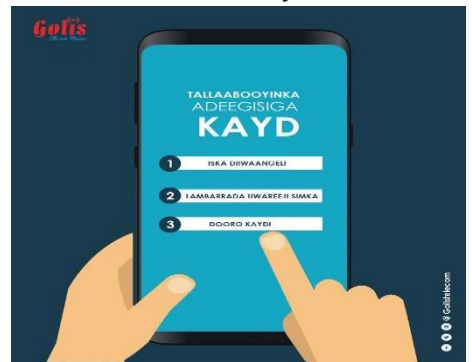 Golis
TALLAABOOYINKA
ADEEGISIGA
KAYD
1 ISKA DIIWAANGELI
2 LAMBARRADA UWAREEJI SIMKA
3 DOORO KAYDI
@Golistelecom